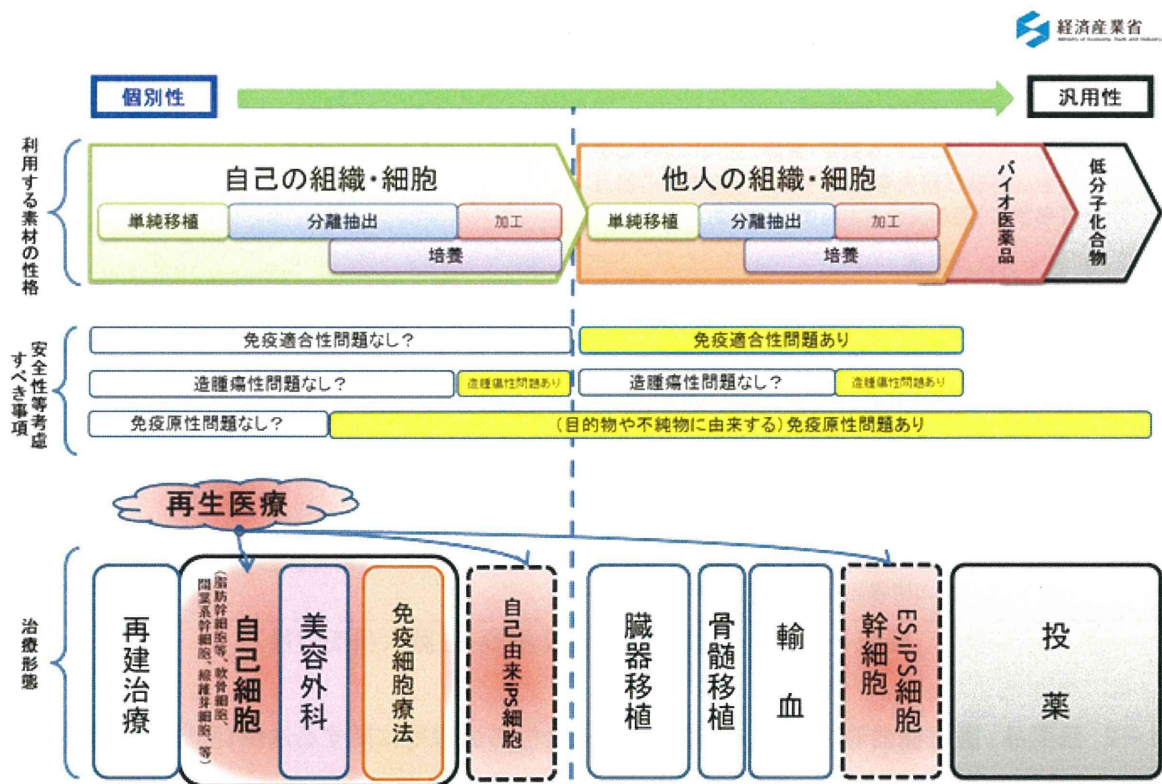 経済産業省
Ministry of Economy, Trade and Industry
個別性
汎用性
利用する素材の性格
自己の組織・細胞
単純移植
分離抽出
加工
培養
他人の組織・細胞
単純移植
分離抽出
加工
培養
バイオ医薬品
低分子化合物
安全性等考慮
すべき事項
免疫適合性問題なし?
免疫適合性問題あり
造腫瘍性問題なし?
造腫瘍性問題あり
造腫瘍性問題なし?
造腫瘍性問題あり
免疫原性問題なし?
(目的物や不純物に由来する)免疫原性問題あり
再生医療
治療形態
再建治療
自己細胞
(脂肪幹細胞等、軟骨細胞、
間葉系幹細胞、線維芽細胞、等)
美容外科
免疫細胞療法
自己由来iPS細胞
臓器移植
骨髄移植
輸血
ES,iPS細胞
幹細胞
投薬